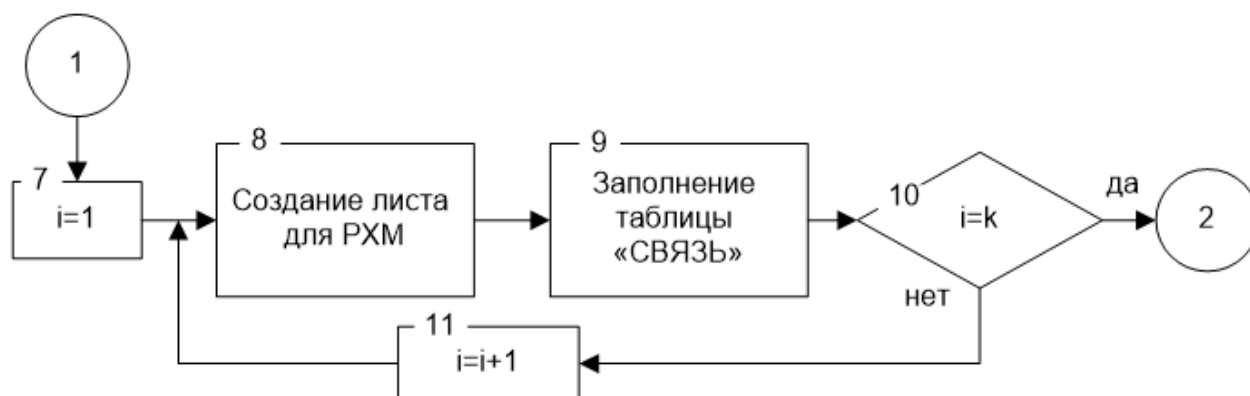 1
7
i=1
8
Создание листа
для РХМ
9
Заполнение
таблицы
«СВЯЗЬ»
10
i=k
да
2
нет
11
i=i+1